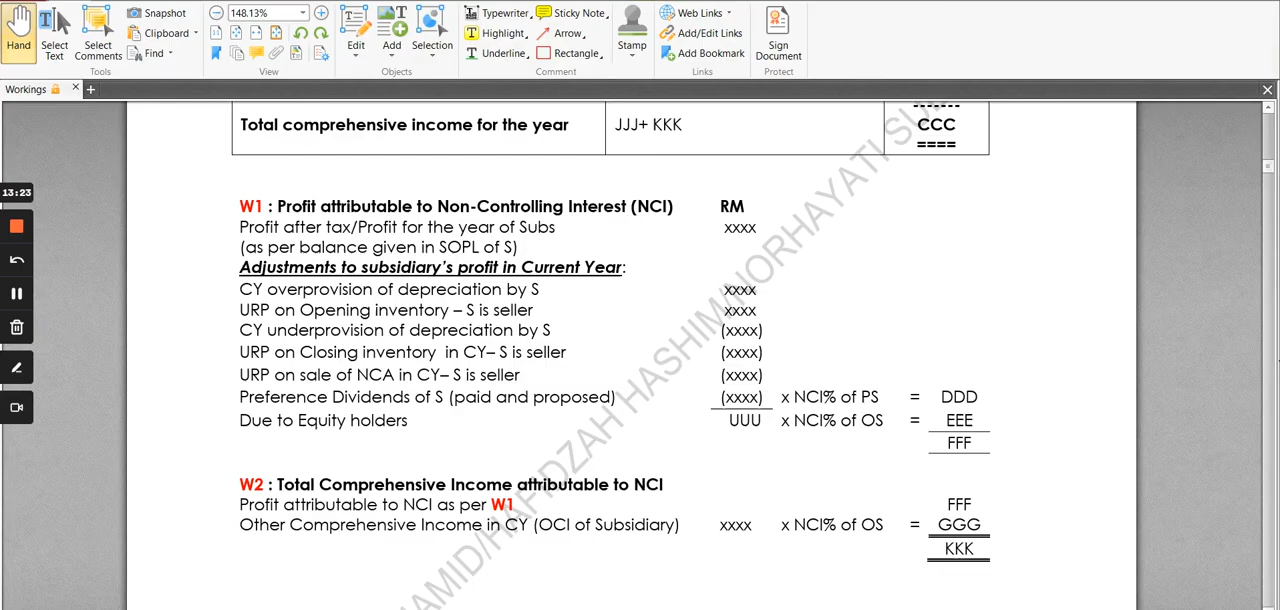 Hand
Select Text
Select Comments
Snapshot
Clipboard
Find
Tools
148.13%
View
Edit
Add
Selection
Objects
Typewriter
Highlight
Underline
Sticky Note
Arrow
Rectangle
Comment
Stamp
Web Links
Add/Edit Links
Add Bookmark
Links
Sign Document
Protect
Workings
Total comprehensive income for the year JJJ+ KKK CCC
====
13:23
W1 : Profit attributable to Non-Controlling Interest (NCI) RM
Profit after tax/Profit for the year of Subs xxxx
(as per balance given in SOPL of S)
Adjustments to subsidiary's profit in Current Year:
CY overprovision of depreciation by S xxxx
URP on Opening inventory – S is seller xxxx
CY underprovision of depreciation by S (xxxx)
URP on Closing inventory in CY– S is seller (xxxx)
URP on sale of NCA in CY– S is seller (xxxx)
Preference Dividends of S (paid and proposed) (xxxx) x NCI% of PS = DDD
Due to Equity holders UUU x NCI% of OS = EEE
FFF
W2 : Total Comprehensive Income attributable to NCI
Profit attributable to NCI as per W1 FFF
Other Comprehensive Income in CY (OCI of Subsidiary) xxxx x NCI% of OS = GGG
KKK
AMID/HAFIDZAH HASHIM/NORHAYATI SU